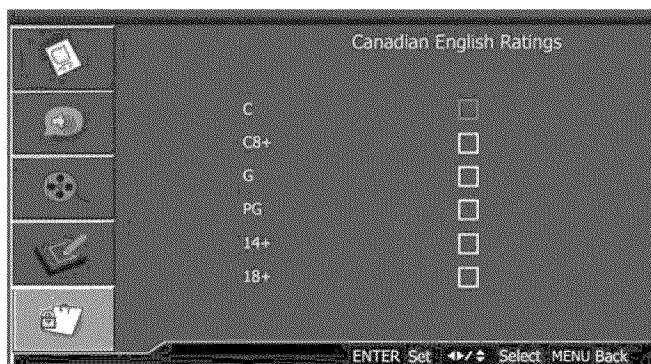 Canadian English Ratings
C
C8+
G
PG
14+
18+
ENTER Set ◄►/▲▼ Select MENU Back